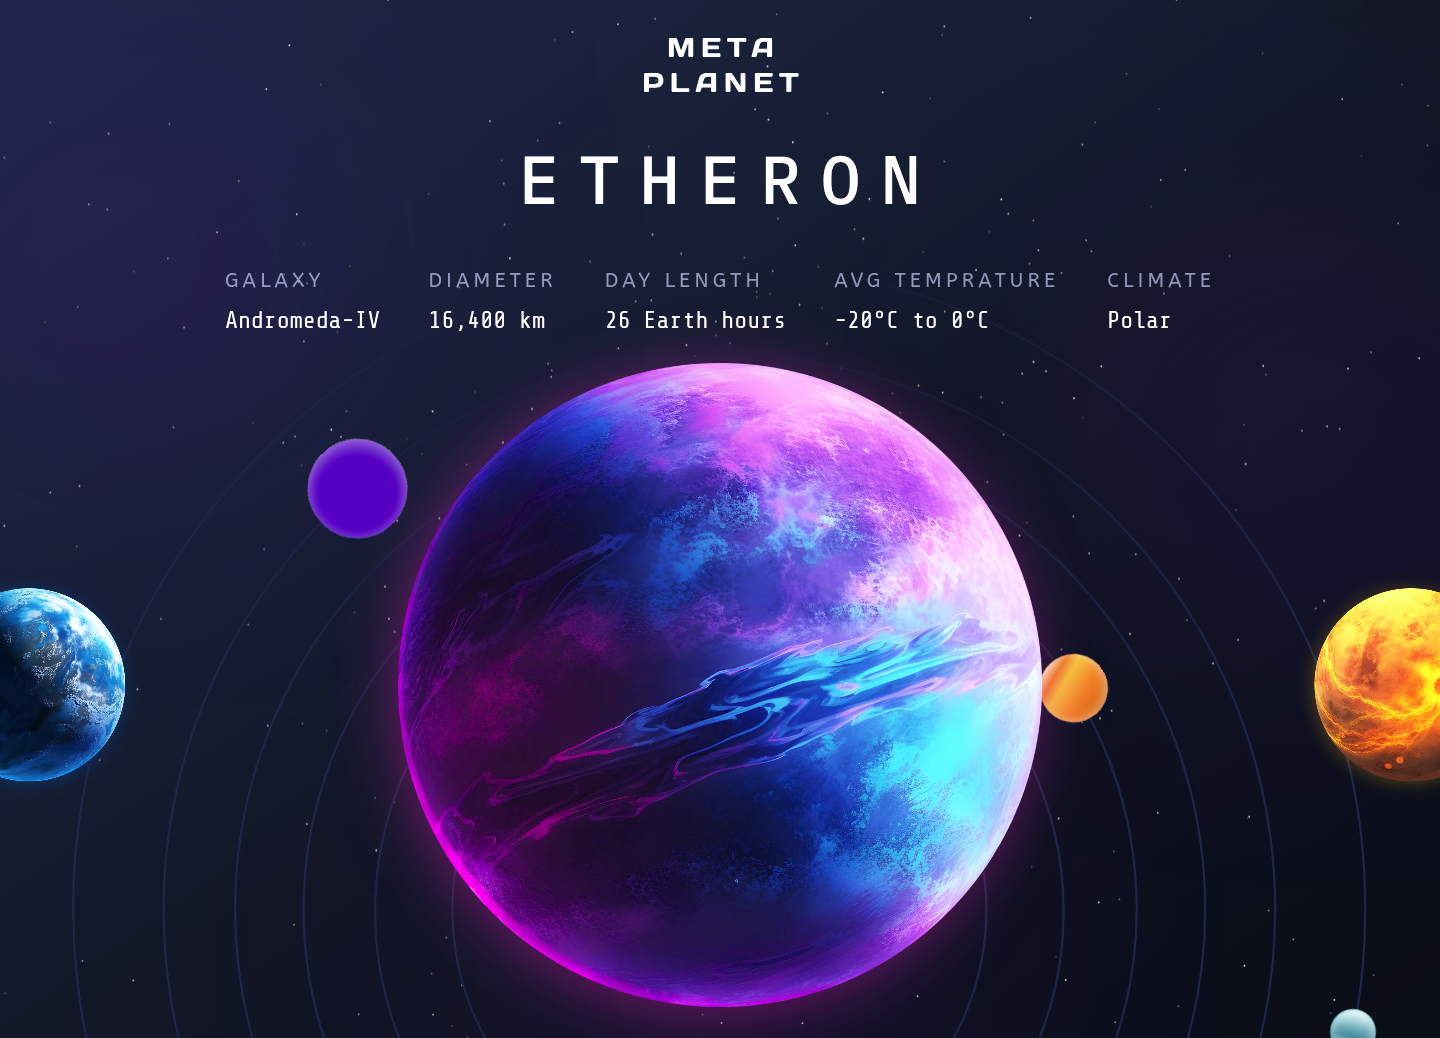 META
PLANET
ETHERON
GALAXY DIAMETER DAY LENGTH AVG TEMPRATURE CLIMATE
Andromeda-IV 16,400 km 26 Earth hours -20°C to 0°C Polar